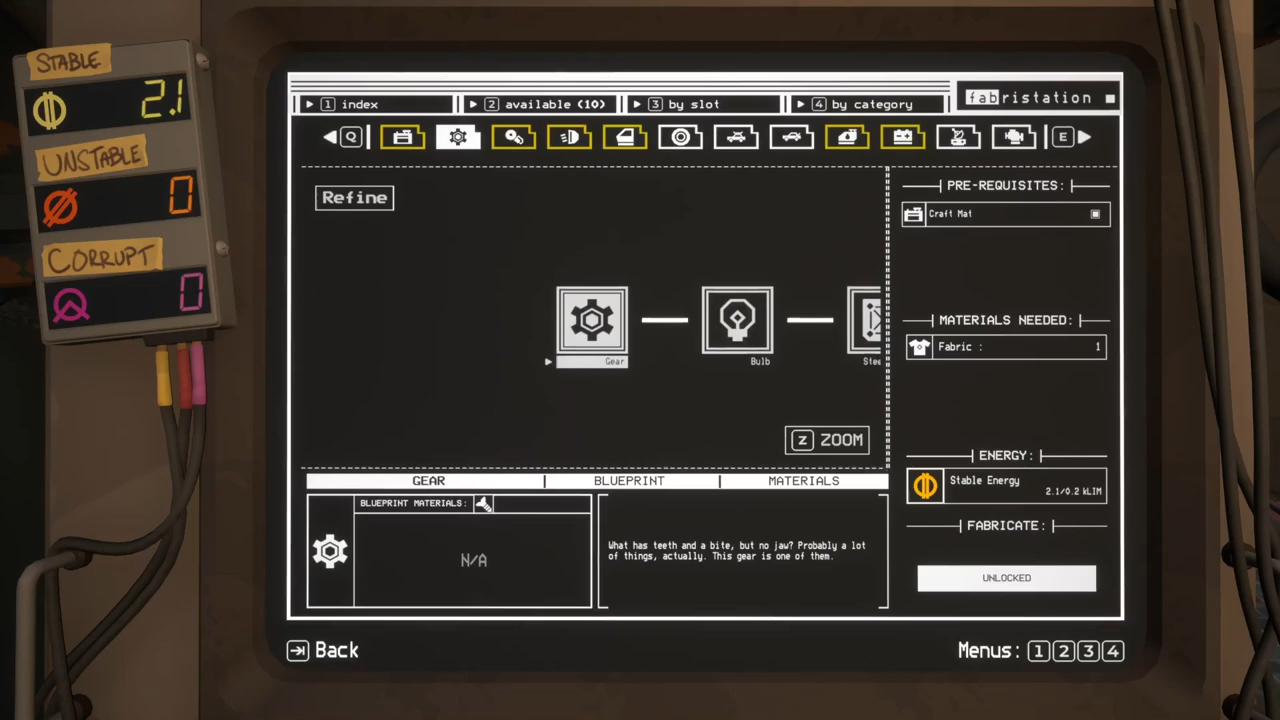 STABLE
2.1
UNSTABLE
0
CORRUPT
0
1 index
2 available (10)
3 by slot
4 by category
fabristation
Q
E
Refine
Gear
Bulb
Stee
Z ZOOM
PRE-REQUISITES:
Craft Mat
MATERIALS NEEDED:
Fabric : 1
ENERGY:
Stable Energy
2.1/0.2 kLIM
FABRICATE:
UNLOCKED
GEAR
BLUEPRINT
MATERIALS
BLUEPRINT MATERIALS:
N/A
What has teeth and a bite, but no jaw? Probably a lot
of things, actually. This gear is one of them.
Back
Menus: 1 2 3 4